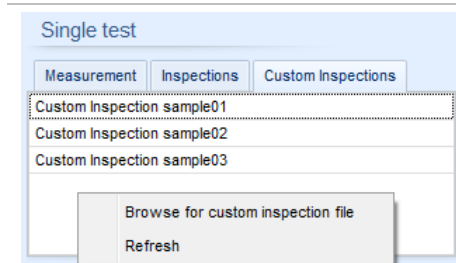 Single test
Measurement Inspections Custom Inspections
Custom Inspection sample01
Custom Inspection sample02
Custom Inspection sample03
Browse for custom inspection file
Refresh